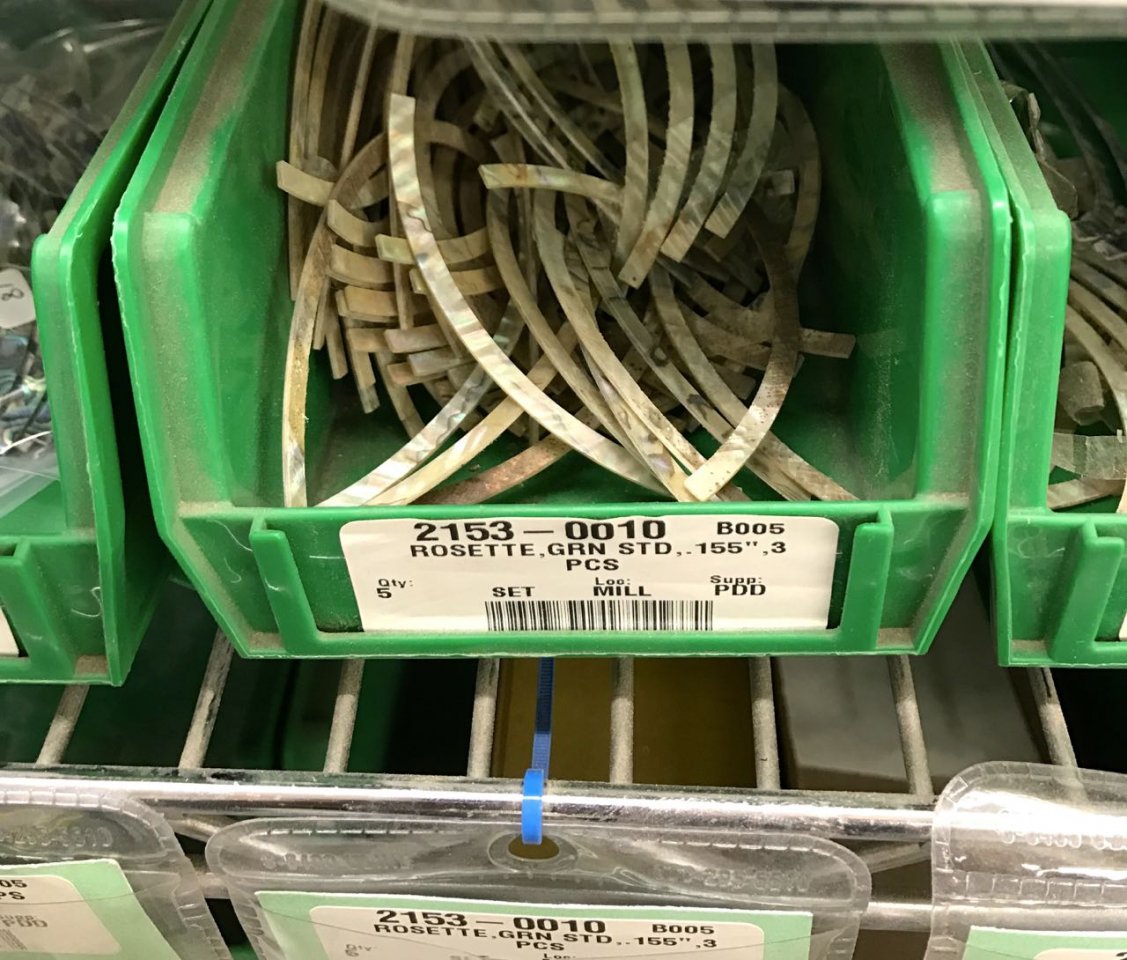 2153-0010 B005
ROSETTE,GRN STD,.155",3
PCS
Qty: Loc: Supp:
5 SET MILL PDD
2153-0010 B005
ROSETTE,GRN STD,.155",3
PCS